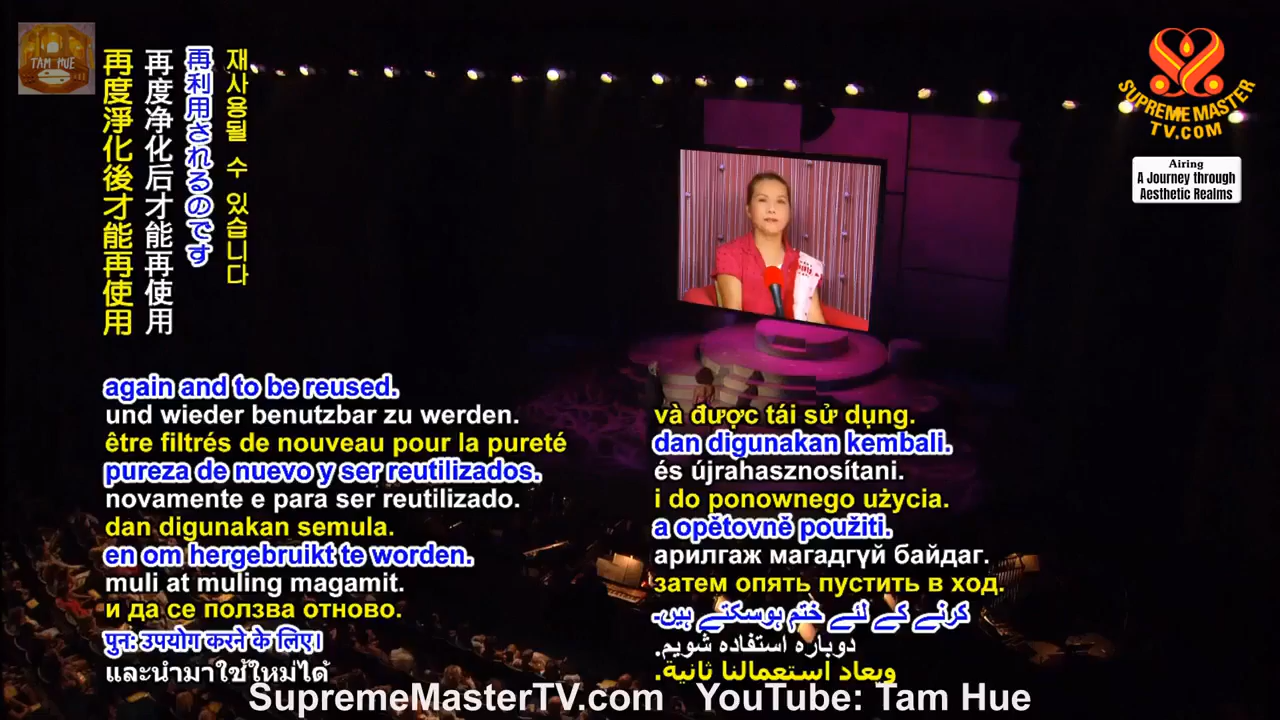 TAM HUE
再度淨化後才能再使用
再度净化后才能再使用
再利用されるのです
재사용될 수 있습니다
SUPREME MASTER
TV.COM
Airing
A Journey through
Aesthetic Realms
again and to be reused.
und wieder benutzbar zu werden.
être filtrés de nouveau pour la pureté
pureza de nuevo y ser reutilizados.
novamente e para ser reutilizado.
dan digunakan semula.
en om hergebruikt te worden.
muli at muling magamit.
и да се ползва отново.
पुन: उपयोग करने के लिए।
และนำมาใช้ใหม่ได้
và được tái sử dụng.
dan digunakan kembali.
és újrahasznosítani.
i do ponownego użycia.
a opětovně použiti.
арилгаж магадгүй байдаг.
затем опять пустить в ход.
کرنے کے لئے ختم ہوسکتے ہیں۔
دوباره استفاده شویم.
ويعاد استعمالنا ثانية.
SupremeMasterTV.com YouTube: Tam Hue